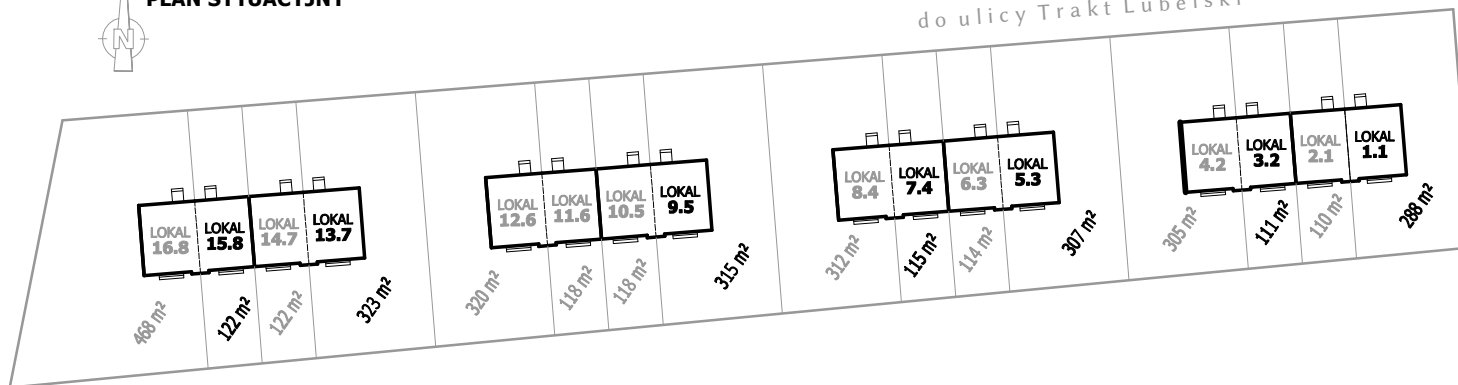 PLAN SYTUACYJNY
do ulicy Trakt Lubelski
N
LOKAL
16.8
LOKAL
15.8
LOKAL
14.7
LOKAL
13.7
468 m²
122 m²
122 m²
323 m²
LOKAL
12.6
LOKAL
11.6
LOKAL
10.5
LOKAL
9.5
320 m²
118 m²
118 m²
315 m²
LOKAL
8.4
LOKAL
7.4
LOKAL
6.3
LOKAL
5.3
312 m²
115 m²
114 m²
307 m²
LOKAL
4.2
LOKAL
3.2
LOKAL
2.1
LOKAL
1.1
305 m²
111 m²
110 m²
288 m²